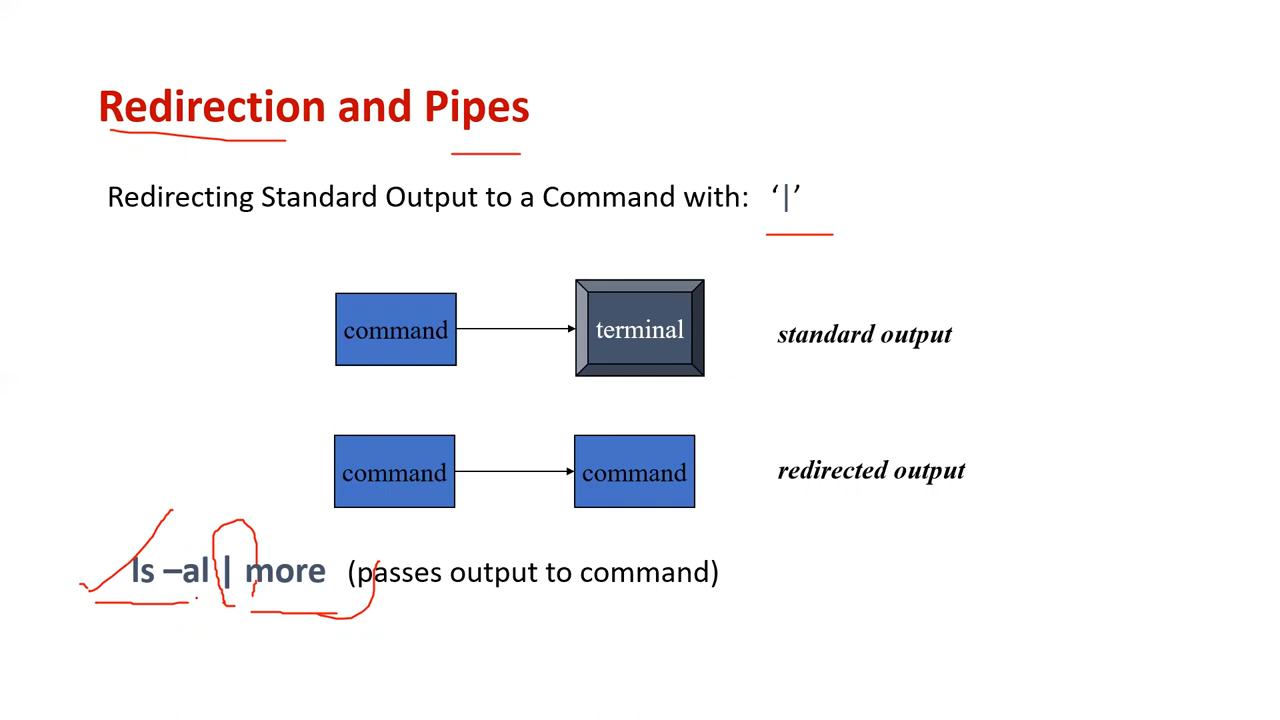 Redirection and Pipes
Redirecting Standard Output to a Command with: ‘|’
command
terminal
standard output
command
command
redirected output
ls –al | more (passes output to command)